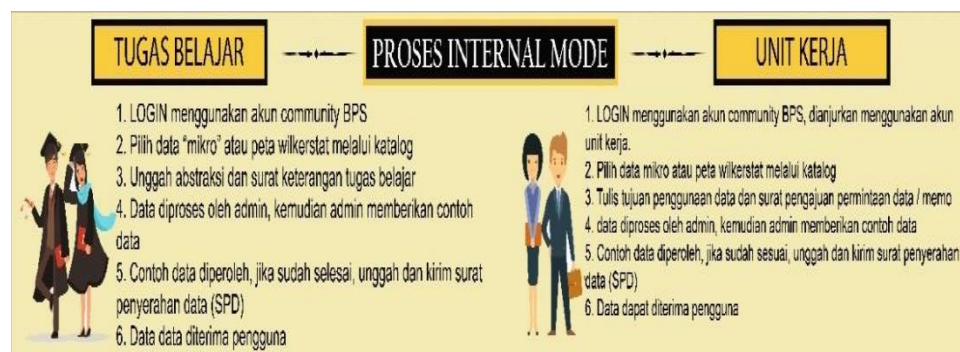 TUGAS BELAJAR
PROSES INTERNAL MODE
UNIT KERJA
1. LOGIN menggunakan akun community BPS
2. Pilih data "mikro" atau peta wilkerstat melalui katalog
3. Unggah abstraksi dan surat keterangan tugas belajar
4. Data diproses oleh admin, kemudian admin memberikan contoh
data
5. Contoh data diperoleh, jika sudah selesai, unggah dan kirim surat
penyerahan data (SPD)
6. Data data diterima pengguna
1. LOGIN menggunakan akun community BPS, dianjurkan menggunakan akun
unit kerja.
2. Pilih data mikro atau peta wilkerstat melalui katalog
3. Tulis tujuan penggunaan data dan surat pengajuan permintaan data / memo
4. data diproses oleh admin, kemudian admin memberikan contoh data
5. Contoh data diperoleh, jika sudah sesuai, unggah dan kirim surat penyerahan
data (SPD)
6. Data dapat diterima pengguna